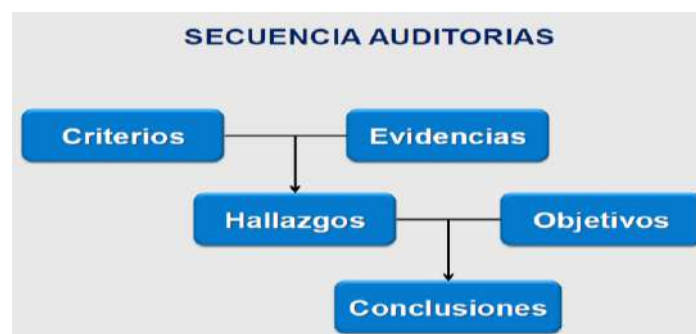 SECUENCIA AUDITORIAS
Criterios
Evidencias
Hallazgos
Objetivos
Conclusiones